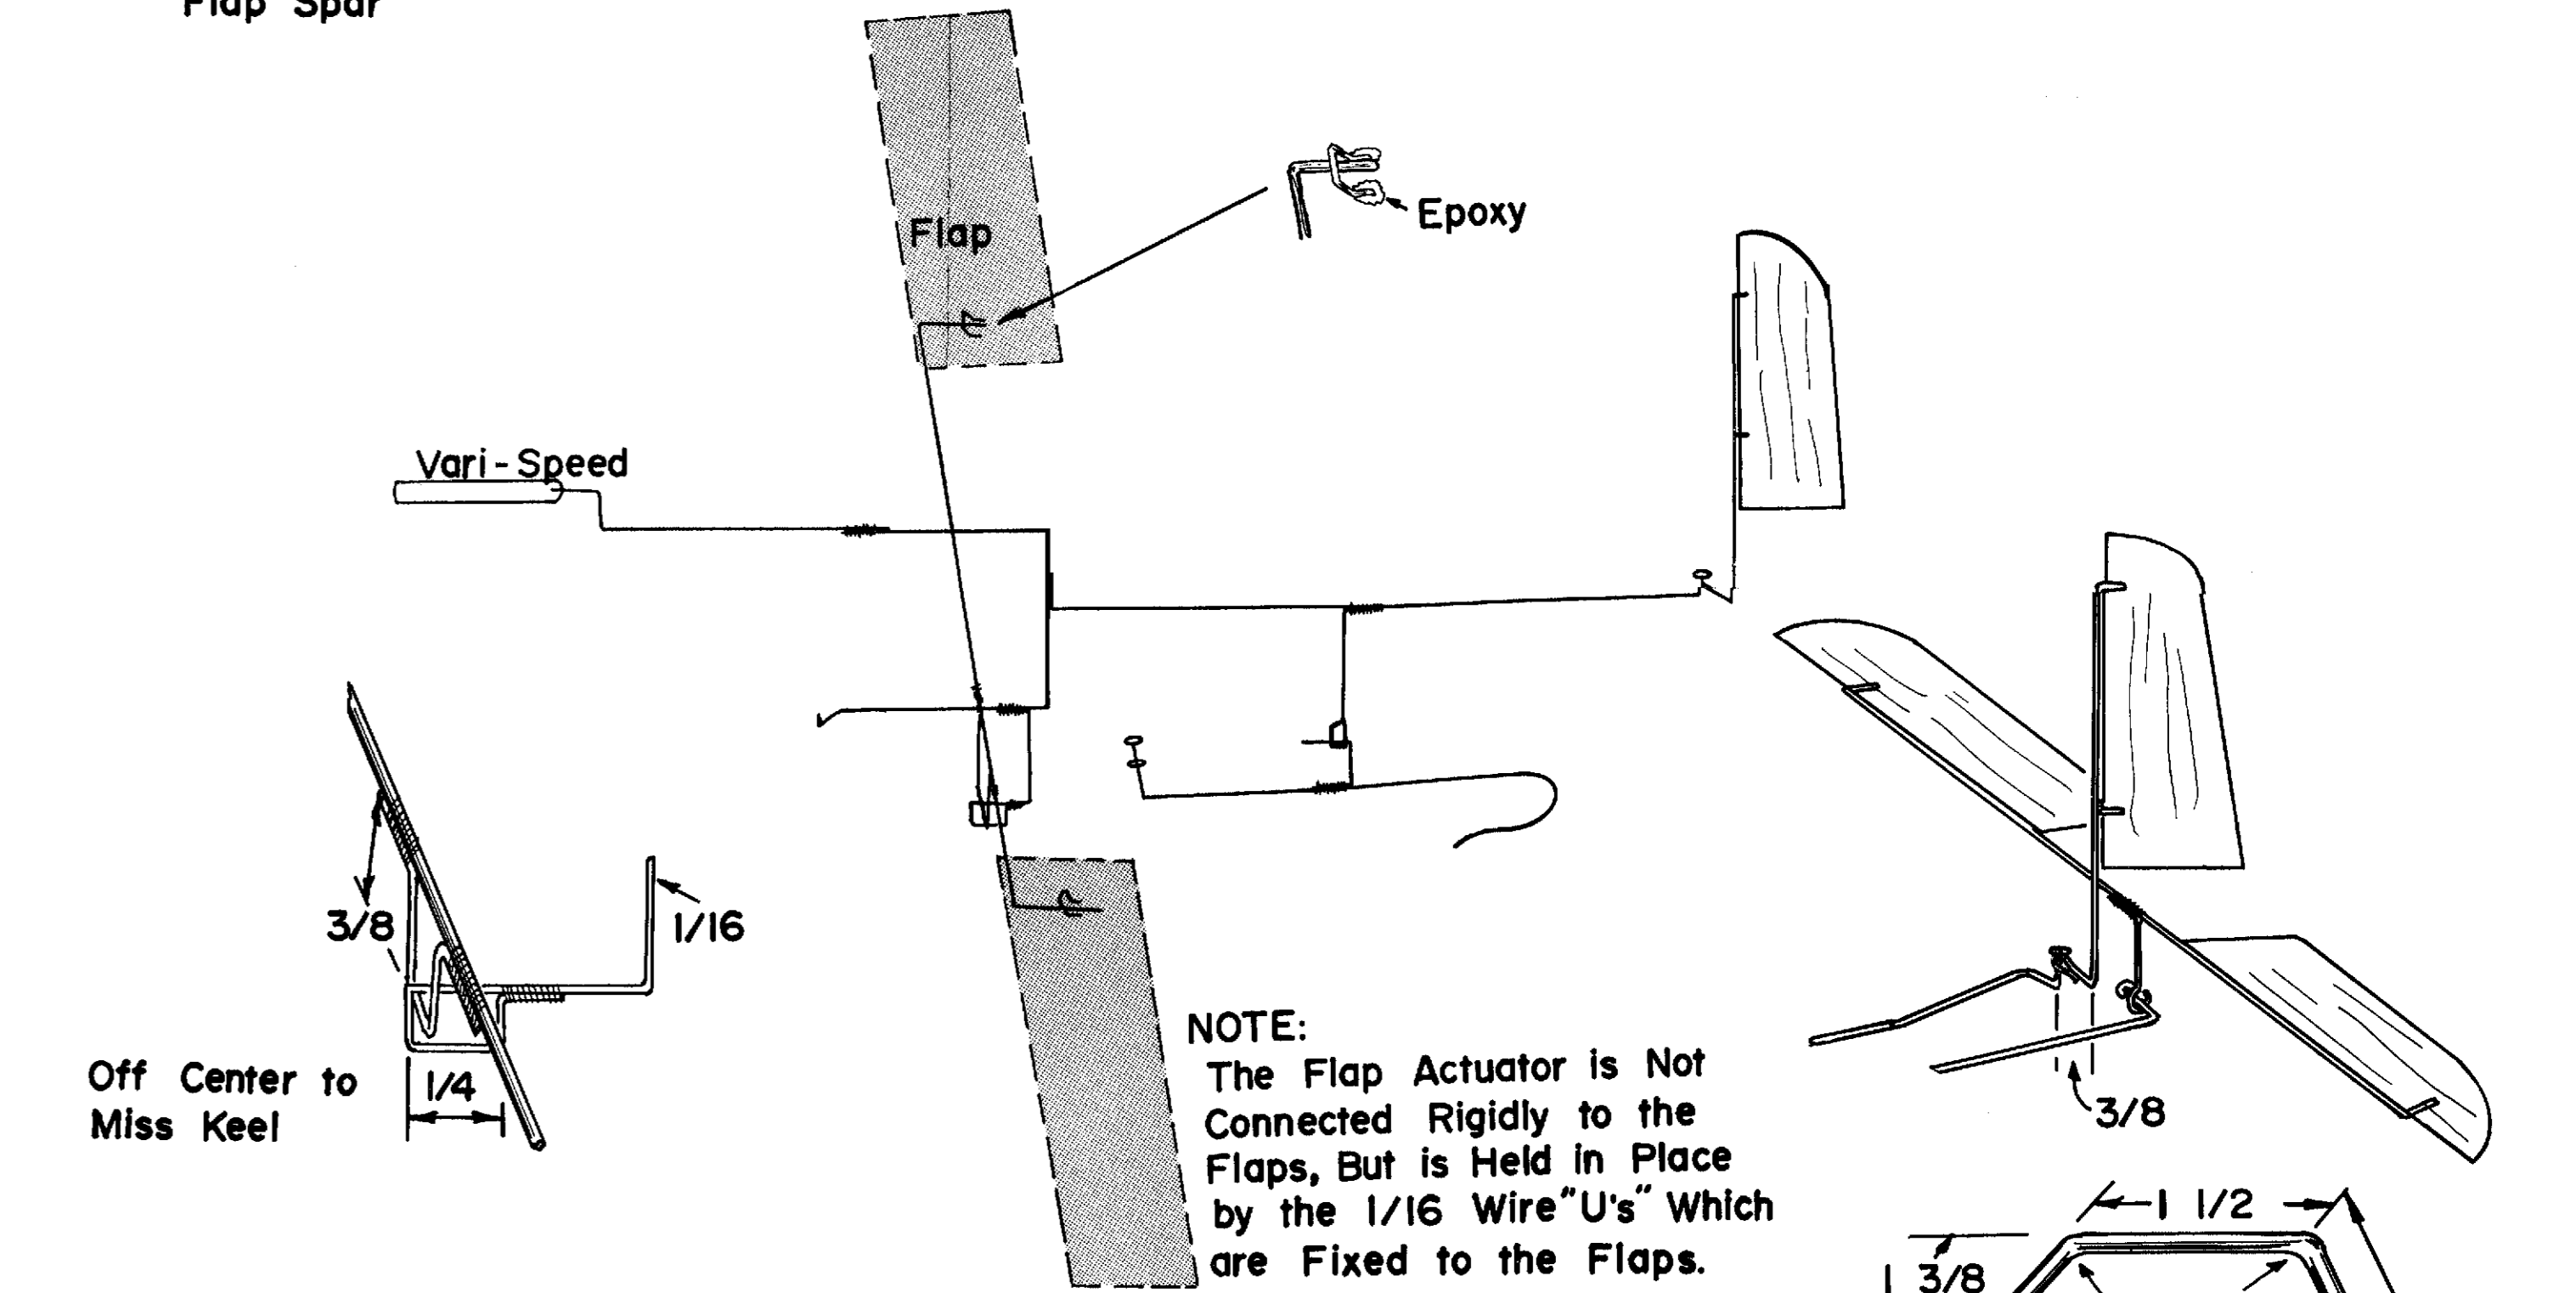 Flap Spar
Flap
Epoxy
Vari-Speed
3/8
1/16
Off Center to
Miss Keel
1/4
NOTE:
The Flap Actuator is Not
Connected Rigidly to the
Flaps, But is Held in Place
by the 1/16 Wire "U's" Which
are Fixed to the Flaps.
3/8
1 1/2
1 3/8